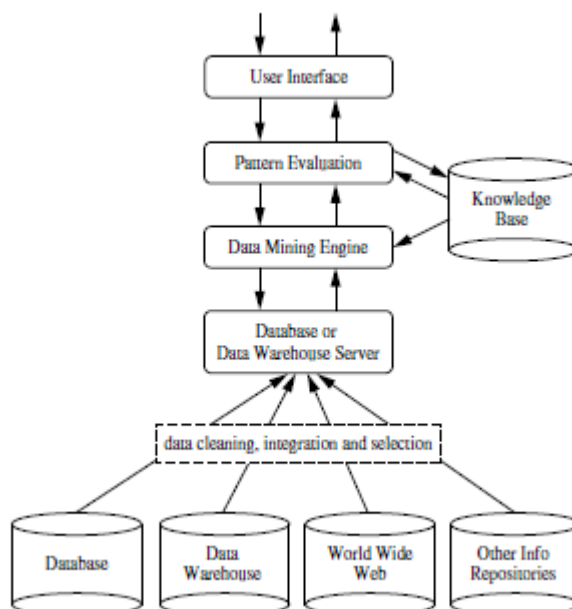 User Interface
Pattern Evaluation
Knowledge
Base
Data Mining Engine
Database or
Data Warehouse Server
data cleaning, integration and selection
Database
Data
Warehouse
World Wide
Web
Other Info
Repositories